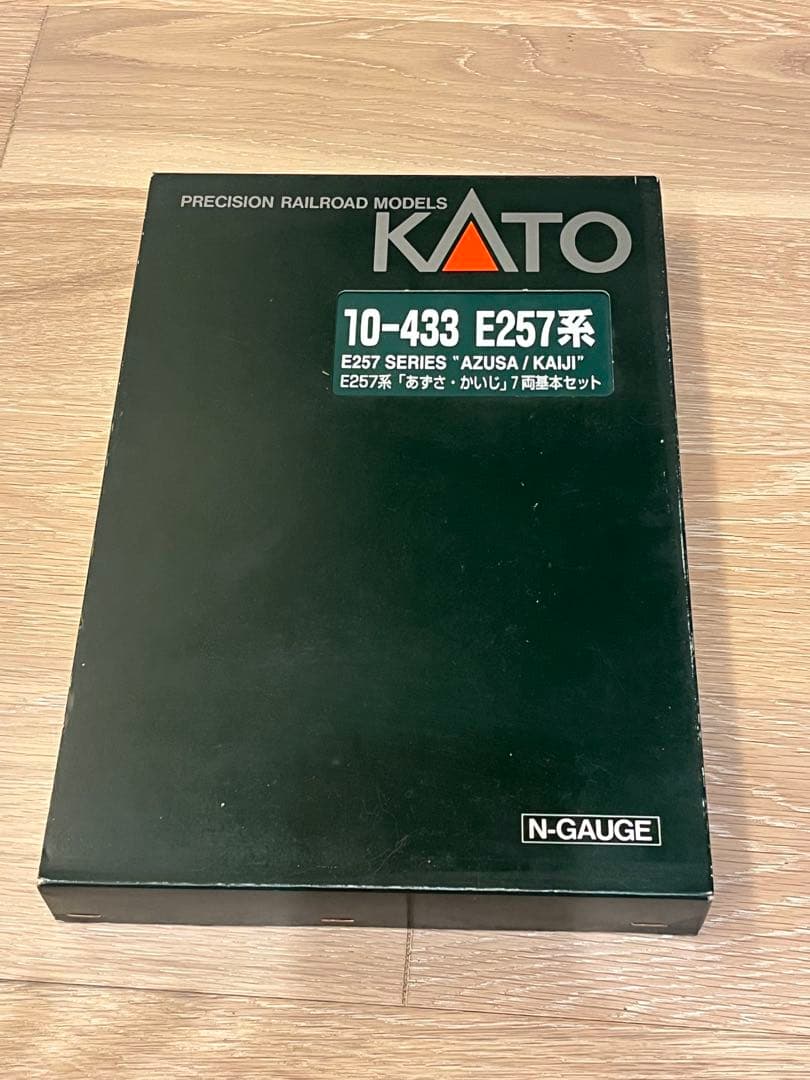 PRECISION RAILROAD MODELS
KATO
10-433 E257系
E257 SERIES "AZUSA / KAIJI"
E257系「あずさ・かいじ」7両基本セット
N-GAUGE